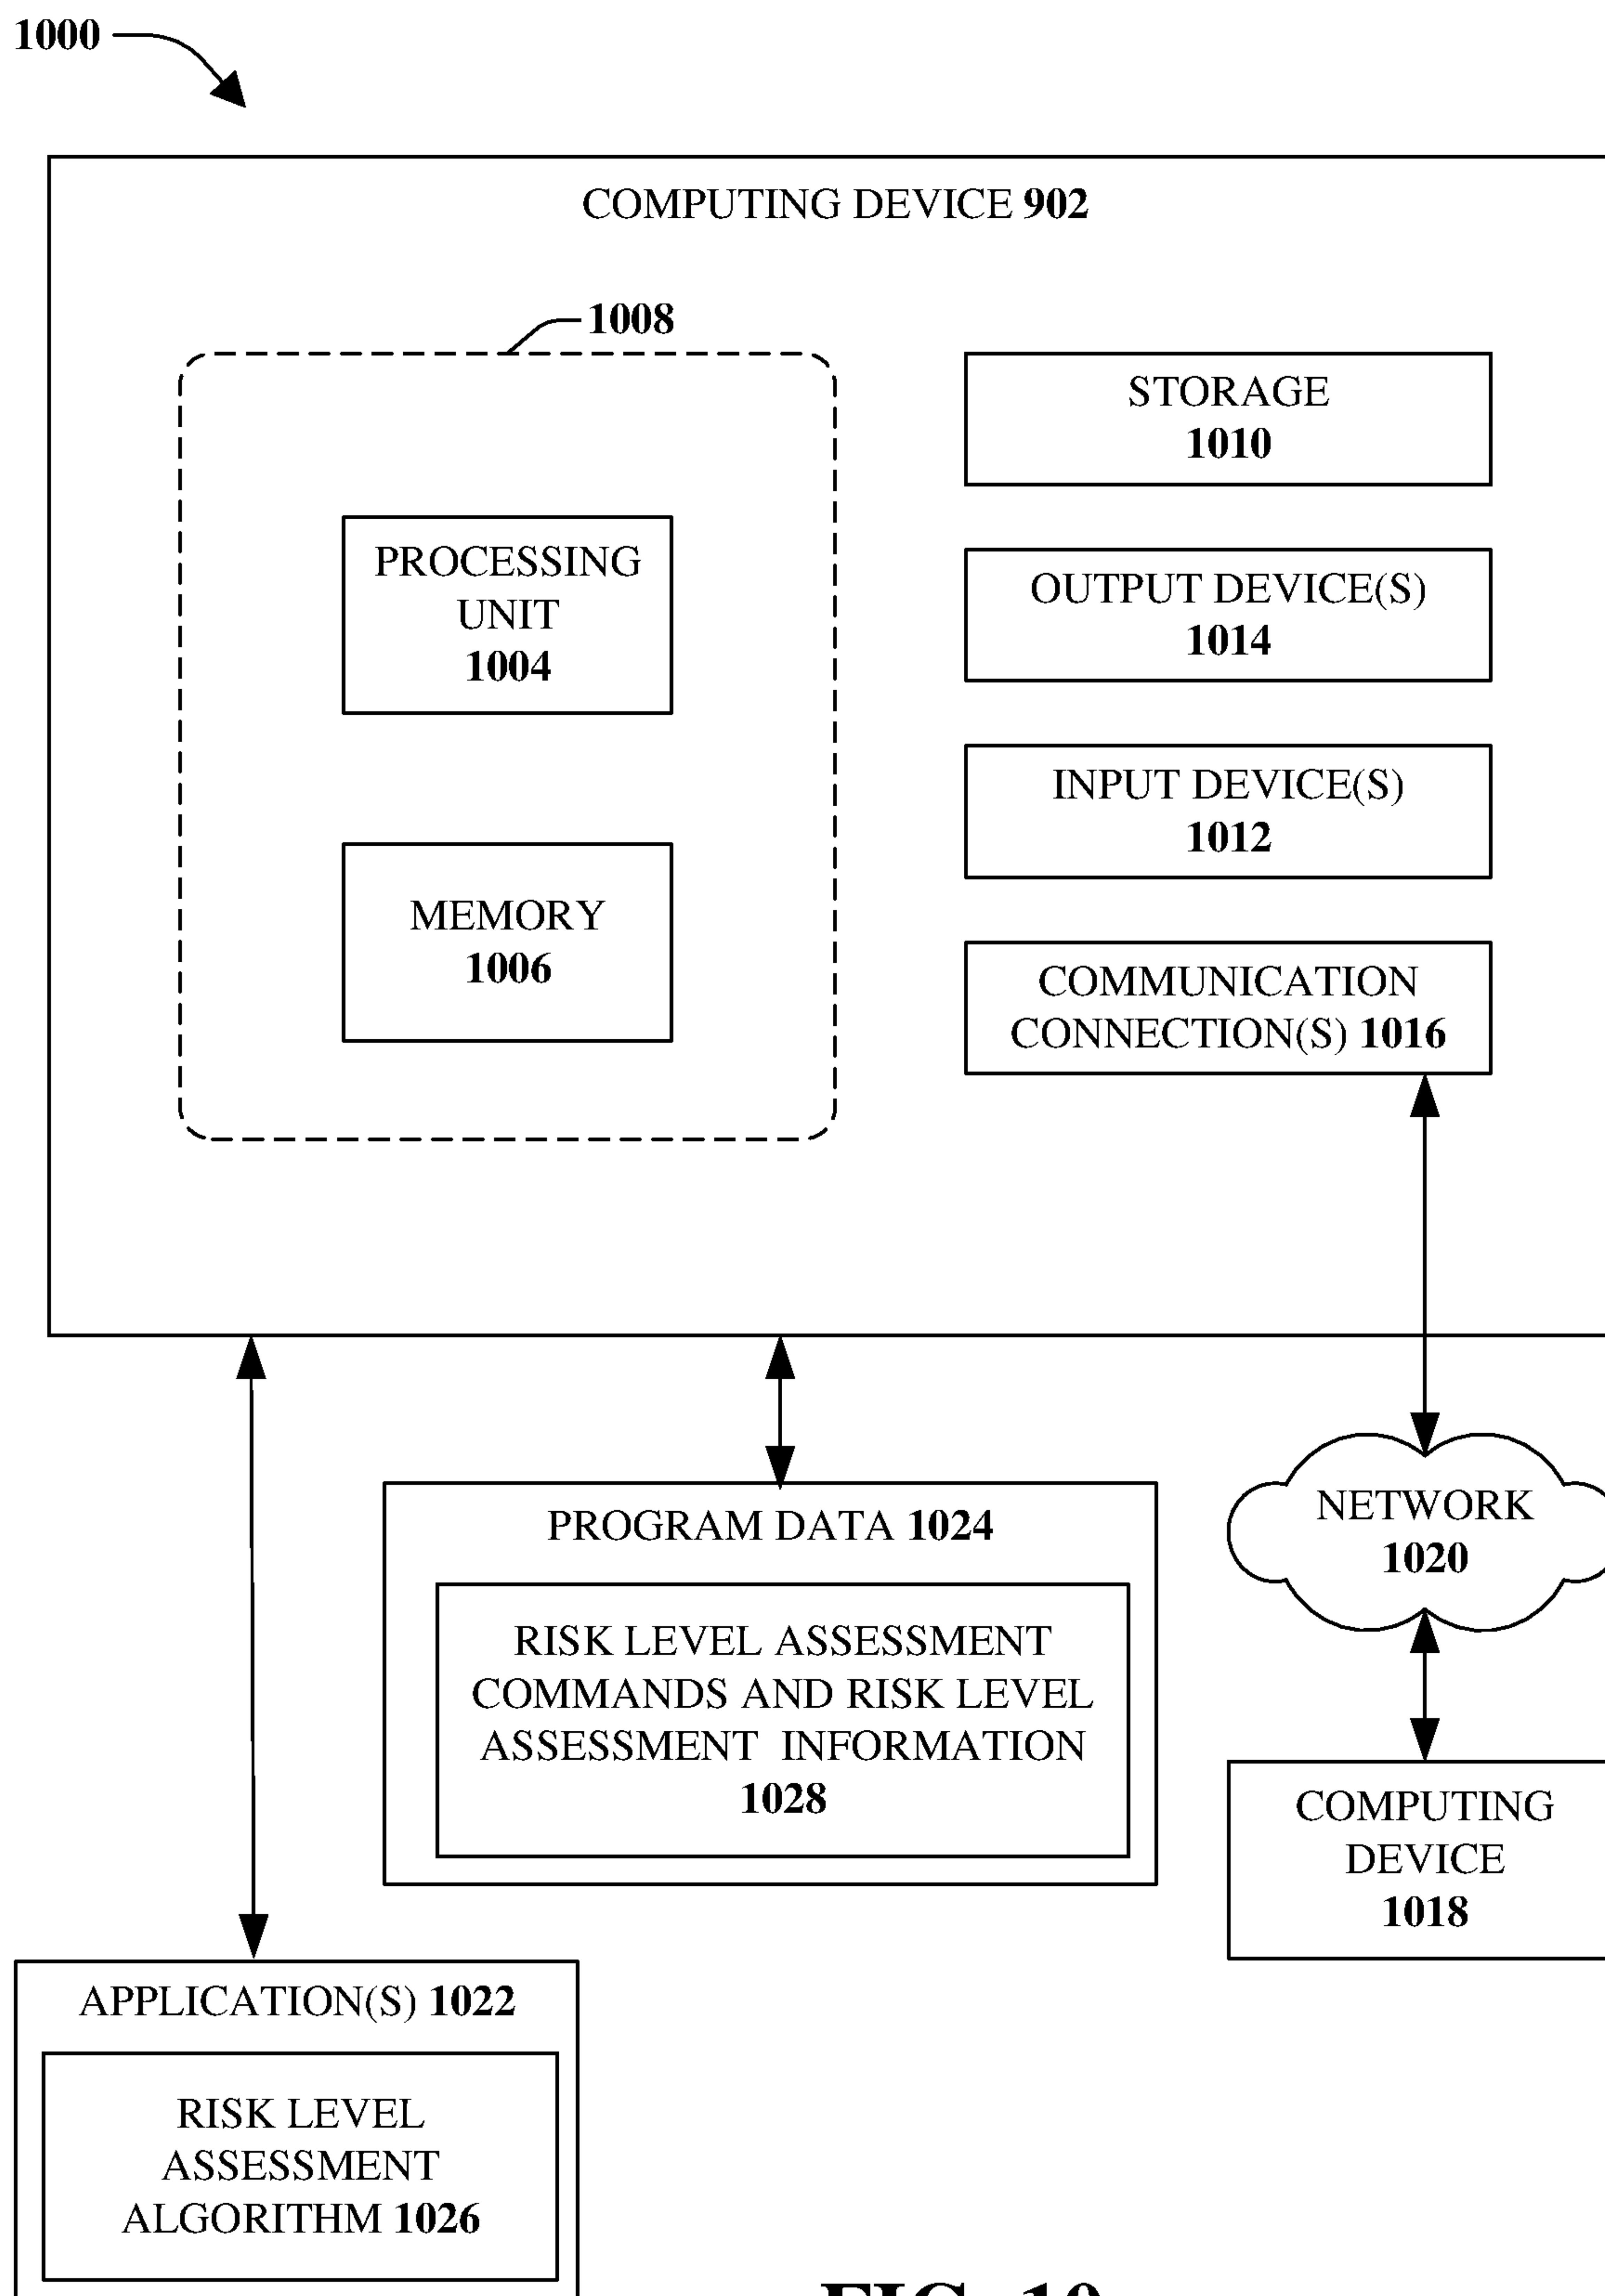 1000
COMPUTING DEVICE 902
1008
PROCESSING
UNIT
1004
MEMORY
1006
STORAGE
1010
OUTPUT DEVICE(S)
1014
INPUT DEVICE(S)
1012
COMMUNICATION
CONNECTION(S) 1016
PROGRAM DATA 1024
RISK LEVEL ASSESSMENT
COMMANDS AND RISK LEVEL
ASSESSMENT INFORMATION
1028
NETWORK
1020
COMPUTING
DEVICE
1018
APPLICATION(S) 1022
RISK LEVEL
ASSESSMENT
ALGORITHM 1026
FIG. 10